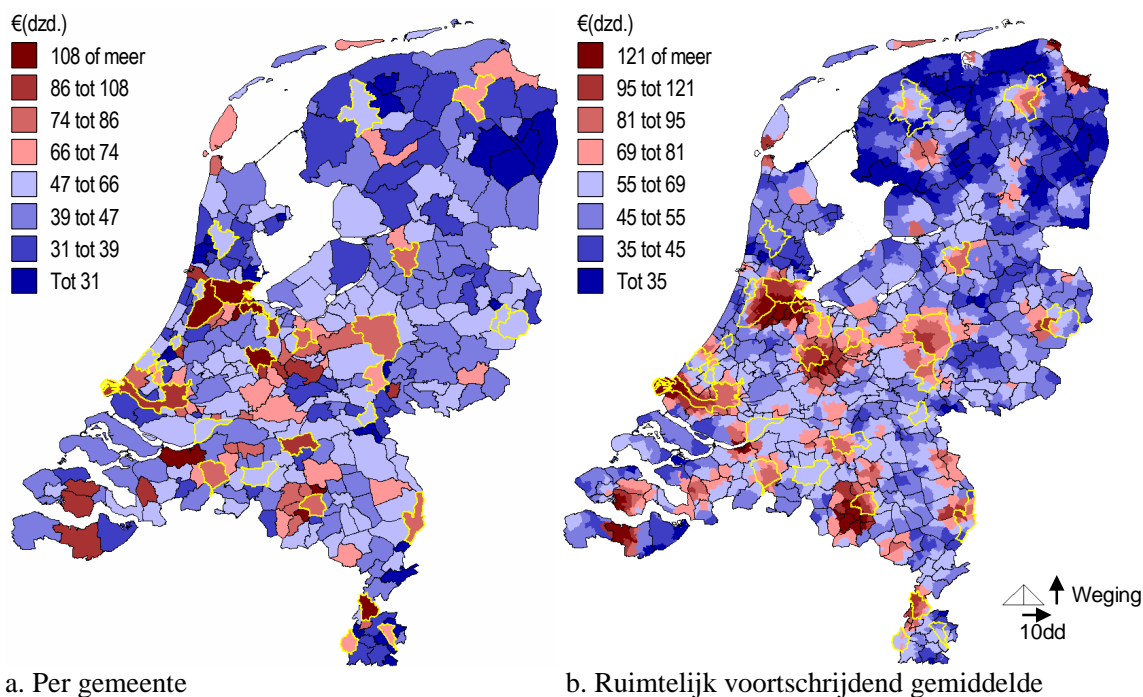 €(dzd.)
108 of meer
86 tot 108
74 tot 86
66 tot 74
47 tot 66
39 tot 47
31 tot 39
Tot 31
a. Per gemeente
€(dzd.)
121 of meer
95 tot 121
81 tot 95
69 tot 81
55 tot 69
45 tot 55
35 tot 45
Tot 35
Weging
10dd
b. Ruimtelijk voortschrijdend gemiddelde